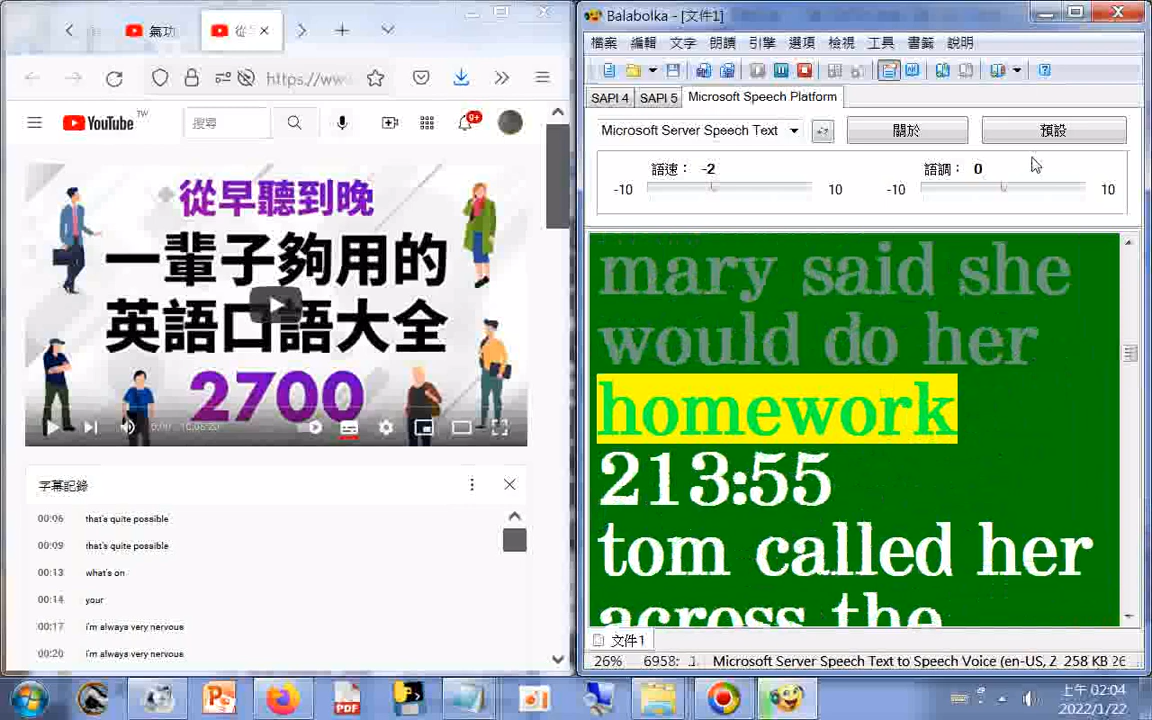 氣功
從
https://www
YouTube TW
搜尋
9+
從早聽到晚
一輩子夠用的
英語口語大全
2700
字幕記錄
00:06 that's quite possible
00:09 that's quite possible
00:13 what's on
00:14 your
00:17 i'm always very nervous
00:20 i'm always very nervous
Balabolka - [文件1]
檔案 編輯 文字 朗讀 引擎 選項 檢視 工具 書籤 說明
SAPI 4 SAPI 5 Microsoft Speech Platform
Microsoft Server Speech Text
關於
預設
語速： -2
語調： 0
-10 10
-10 10
mary said she
would do her
homework
213:55
tom called her
across the
文件1
26% 6958: .1 Microsoft Server Speech Text to Speech Voice (en-US, 2 258 KB 26
PDF
上午 02:04
2022/1/22